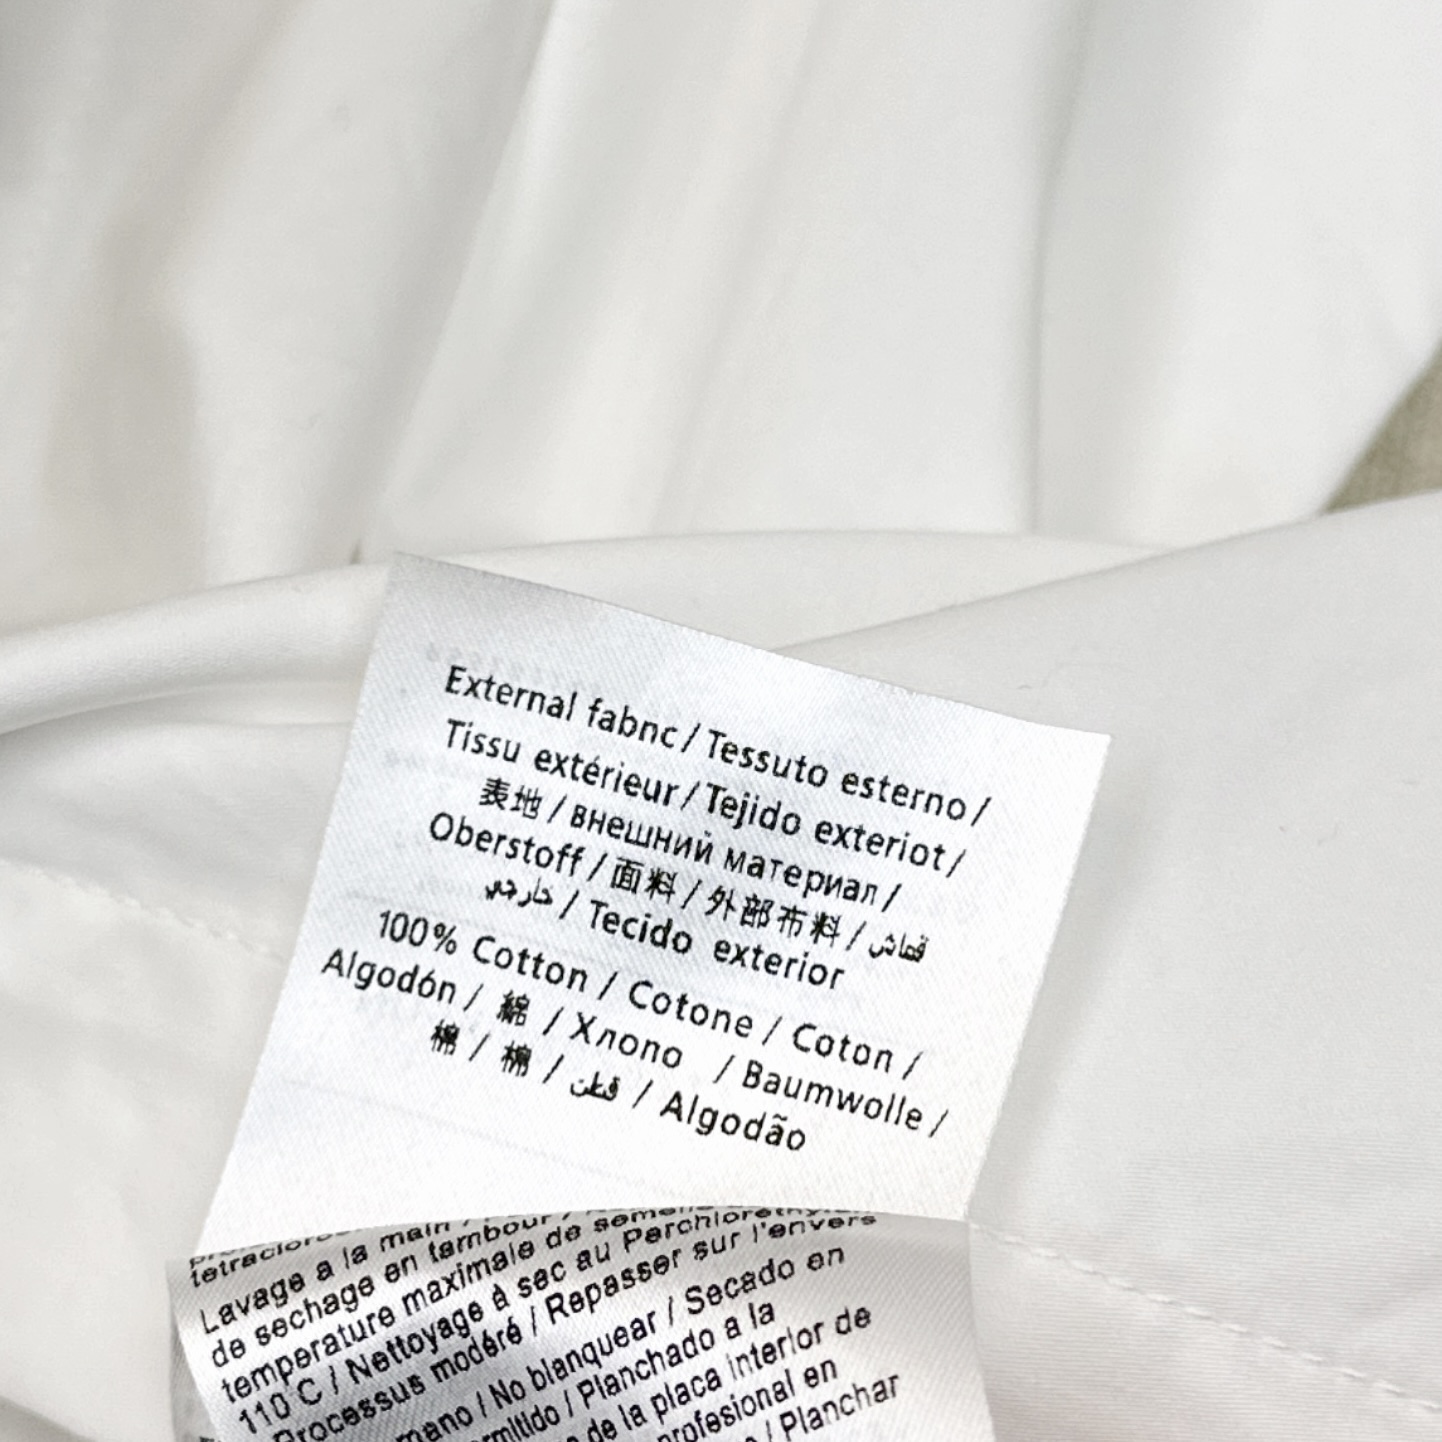 External fabnc / Tessuto esterno /
Tissu extérieur / Tejido exteriot /
表地 / внешний материал /
Oberstoff / 面料 / 外部布料 / قماش
خارجي / Tecido exterior
100% Cotton / Cotone / Coton /
Algodón / 綿 / Хлопо / Baumwolle /
棉 / 棉 / قطن / Algodão
Lavage a la main /
de sechage en tambour /
temperature maximale de
110°C / Nettoyage à sec au Perchlorethylen
Processus modéré / Repasser sur l'envers
mano / No blanquear / Secado en
/ Planchado a la
de la placa interior de
profesional en
/ Planchar